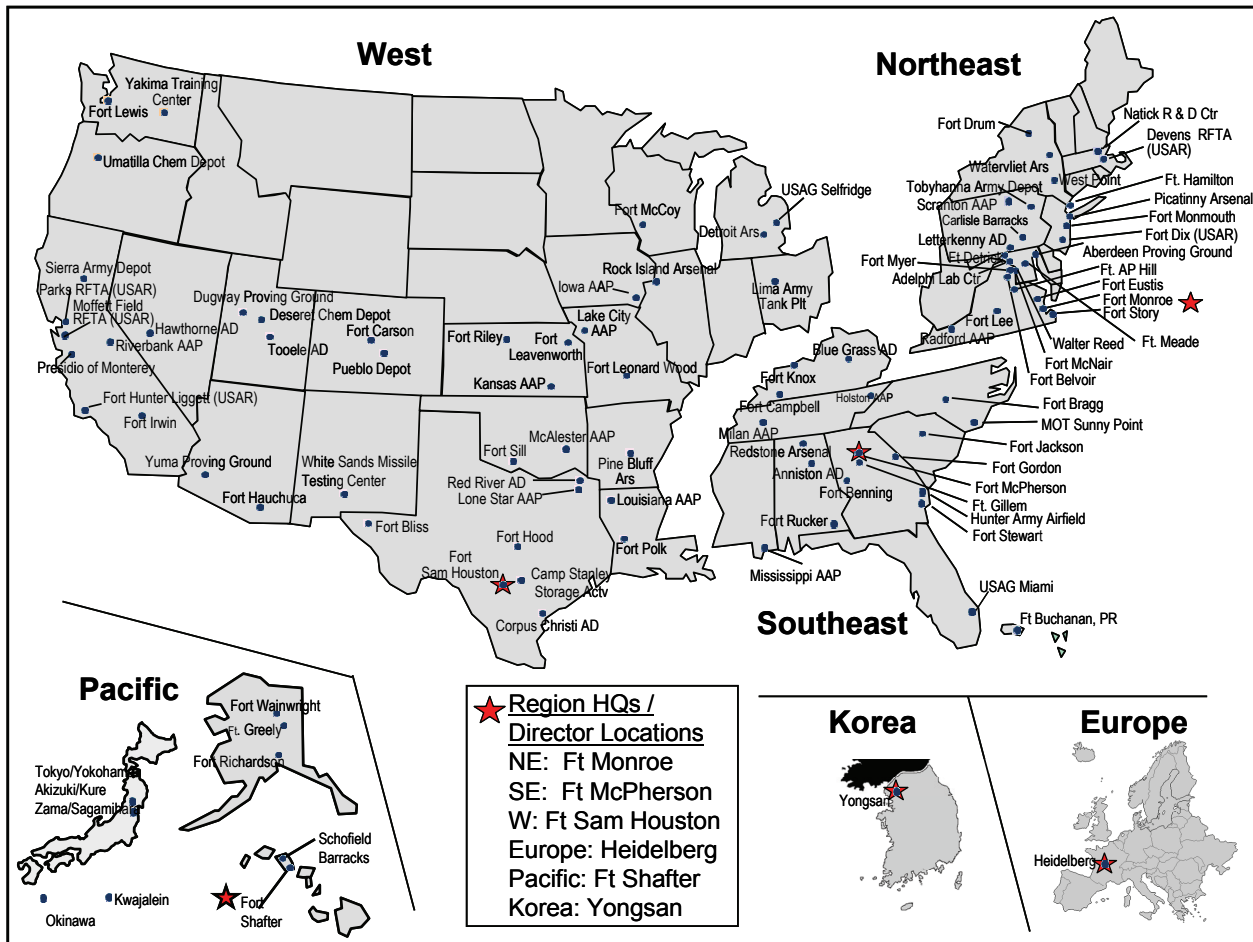 West
Northeast
Yakima Training
Center
Fort Lewis
Umatilla Chem Depot
Fort Drum
Natick R & D Ctr
Devens RFTA
(USAR)
Watervliet Ars
West Point
Ft. Hamilton
Tobyhanna Army Depot
Scranton AAP
Picatinny Arsenal
Carlisle Barracks
Fort Monmouth
Letterkenny AD
Fort Dix (USAR)
Ft Detrick
Aberdeen Proving Ground
Fort Myer
Adelphi Lab Ctr
Ft. AP Hill
Fort Eustis
Fort Monroe
Fort Story
Fort Lee
Radford AAP
Walter Reed
Ft. Meade
Fort McNair
Fort Belvoir
USAG Selfridge
Fort McCoy
Detroit Ars
Rock Island Arsenal
Iowa AAP
Lima Army
Tank Plt
Sierra Army Depot
Parks RFTA (USAR)
Moffett Field
RFTA (USAR)
Hawthorne AD
Riverbank AAP
Presidio of Monterey
Fort Hunter Liggett (USAR)
Fort Irwin
Dugway Proving Ground
Deseret Chem Depot
Tooele AD
Fort Carson
Pueblo Depot
Lake City
AAP
Fort Riley
Fort
Leavenworth
Kansas AAP
Fort Leonard Wood
Blue Grass AD
Fort Knox
Fort Campbell
Holston AAP
Milan AAP
Fort Bragg
MOT Sunny Point
Yuma Proving Ground
Fort Hauchuca
White Sands Missile
Testing Center
Fort Sill
McAlester AAP
Pine Bluff
Ars
Red River AD
Lone Star AAP
Louisiana AAP
Redstone Arsenal
Anniston AD
Fort Benning
Fort Jackson
Fort Gordon
Fort McPherson
Ft. Gillem
Hunter Army Airfield
Fort Stewart
Fort Bliss
Fort Hood
Fort Polk
Fort Rucker
Fort
Sam Houston
Camp Stanley
Storage Actv
Corpus Christi AD
Mississippi AAP
USAG Miami
Southeast
Ft Buchanan, PR
Pacific
Fort Wainwright
Ft. Greely
Fort Richardson
Tokyo/Yokohama
Akizuki/Kure
Zama/Sagamihara
Schofield
Barracks
Okinawa
Kwajalein
Fort
Shafter
Region HQs /
Director Locations
NE: Ft Monroe
SE: Ft McPherson
W: Ft Sam Houston
Europe: Heidelberg
Pacific: Ft Shafter
Korea: Yongsan
Korea
Yongsan
Europe
Heidelberg